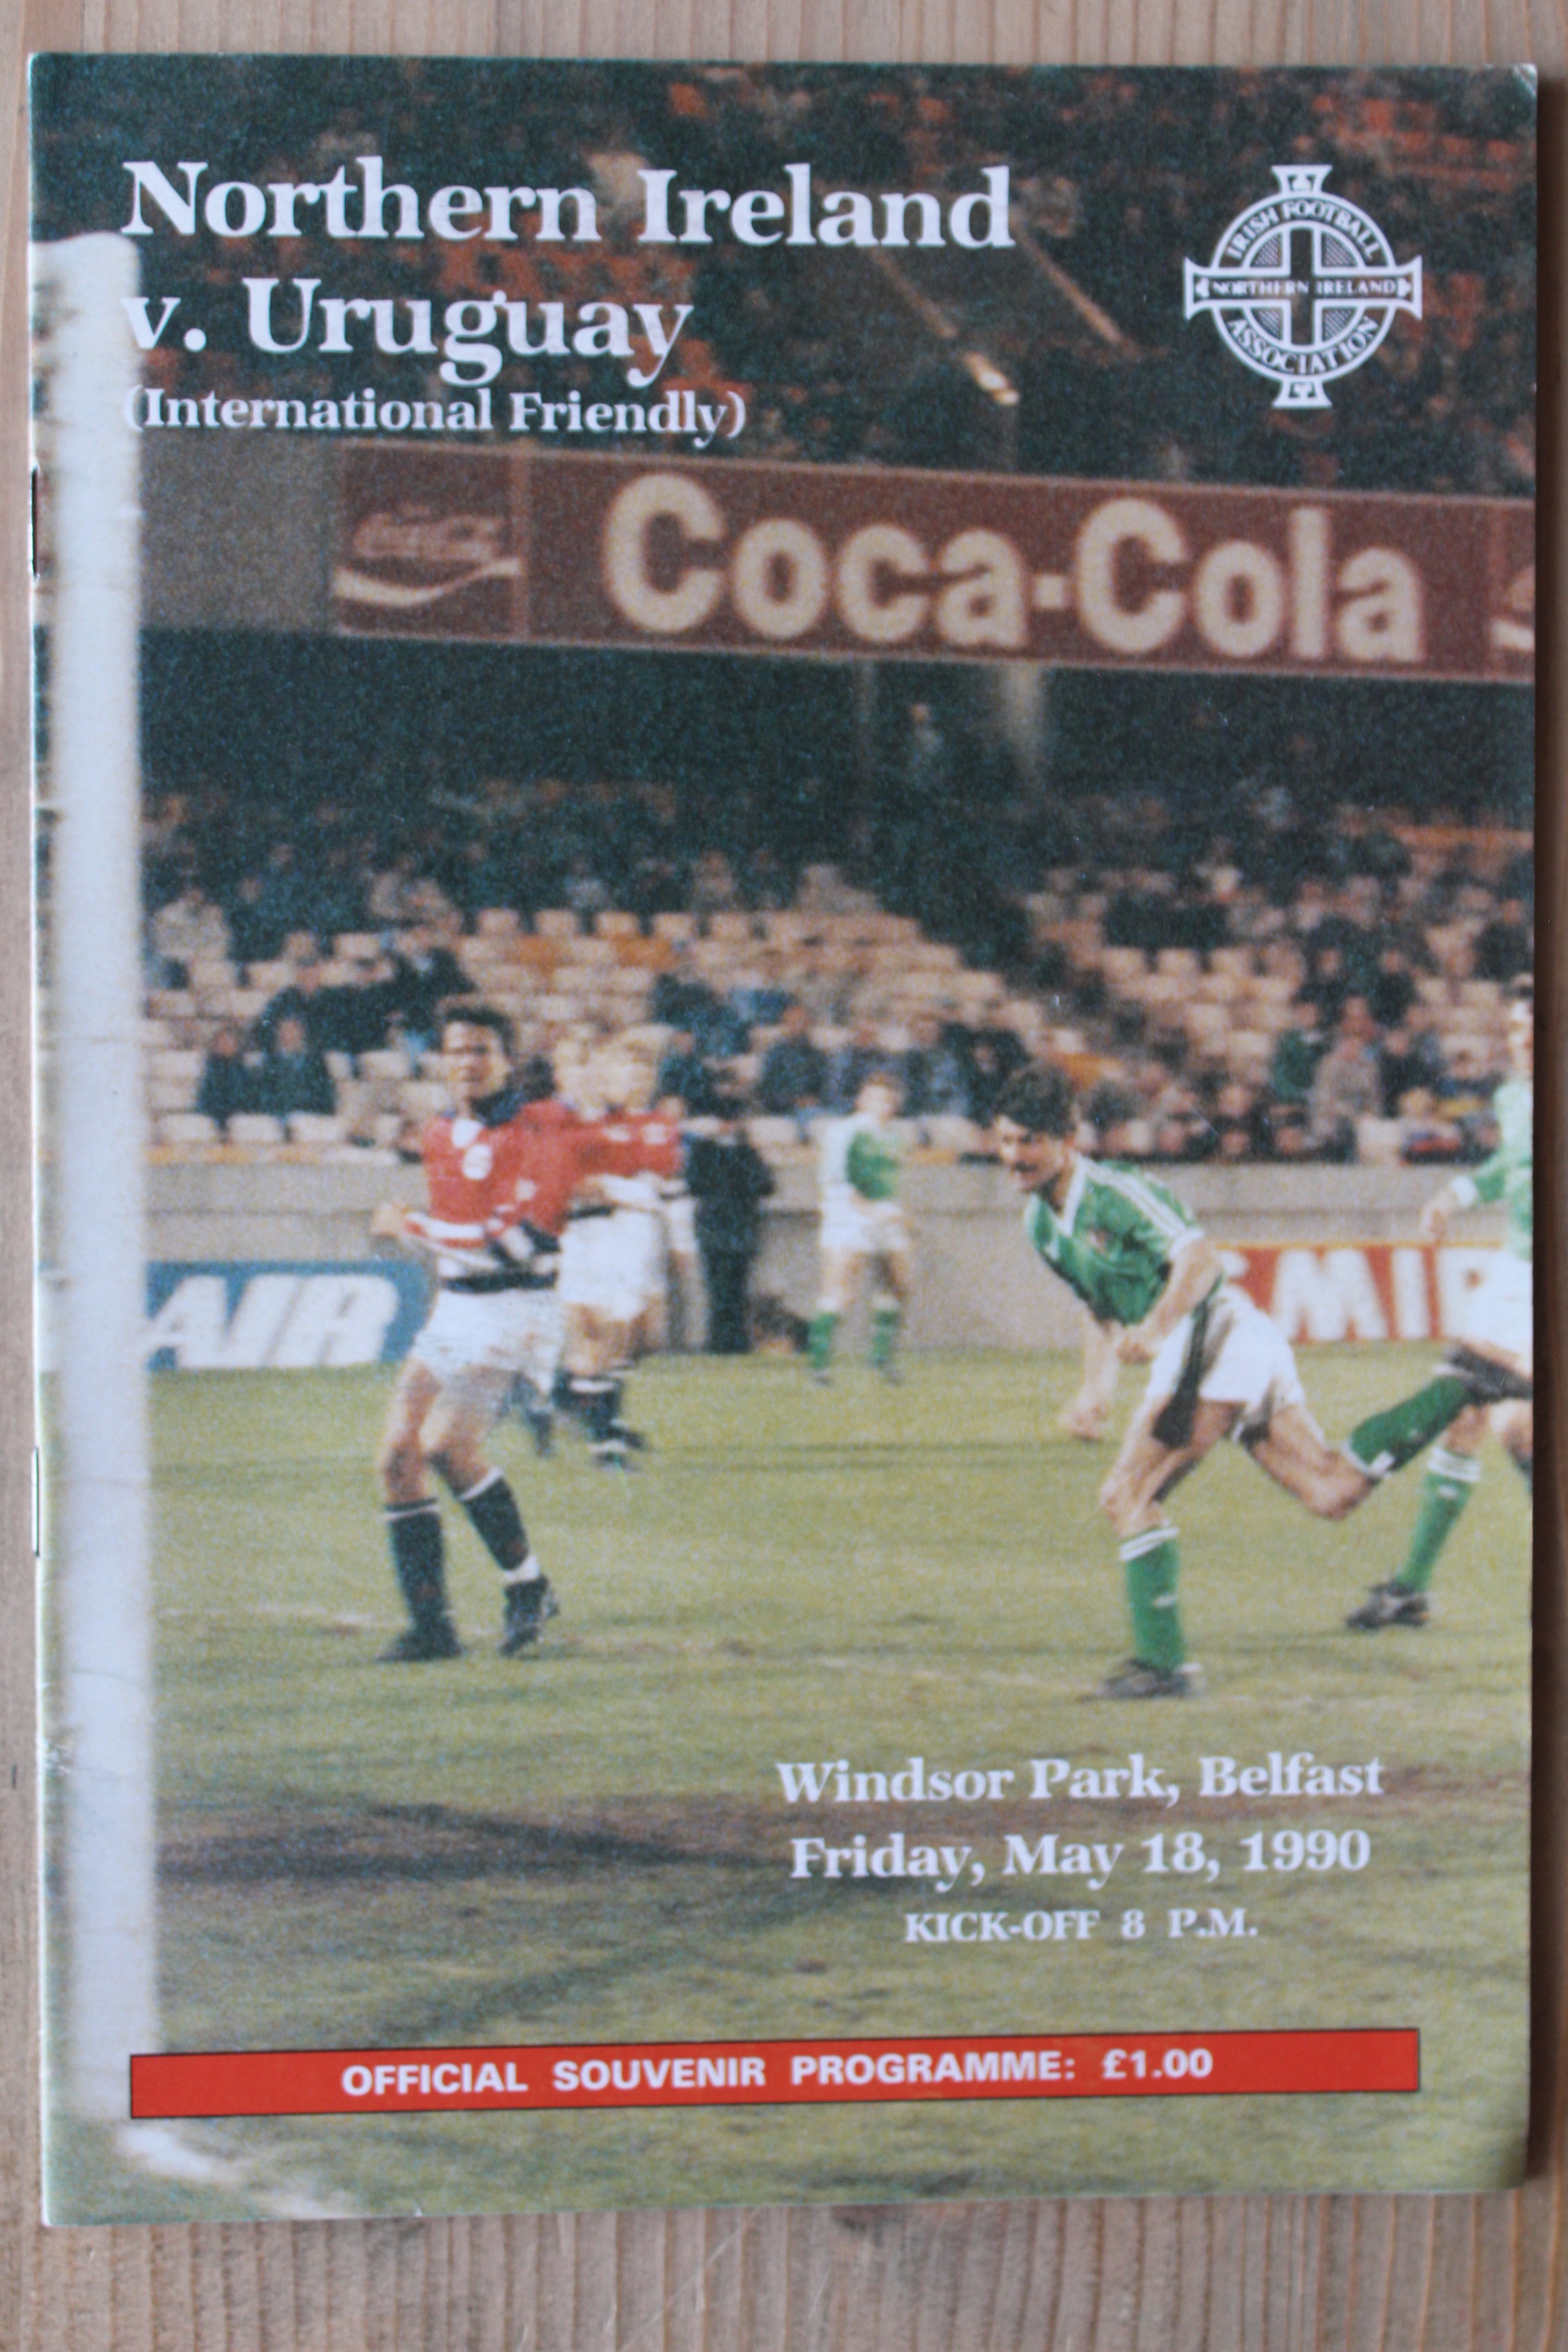 Northern Ireland
v. Uruguay
(International Friendly)
IRISH FOOTBALL
NORTHERN IRELAND
ASSOCIATION
Coca-Cola
AIR
Windsor Park, Belfast
Friday, May 18, 1990
KICK-OFF 8 P.M.
OFFICIAL SOUVENIR PROGRAMME: £1.00